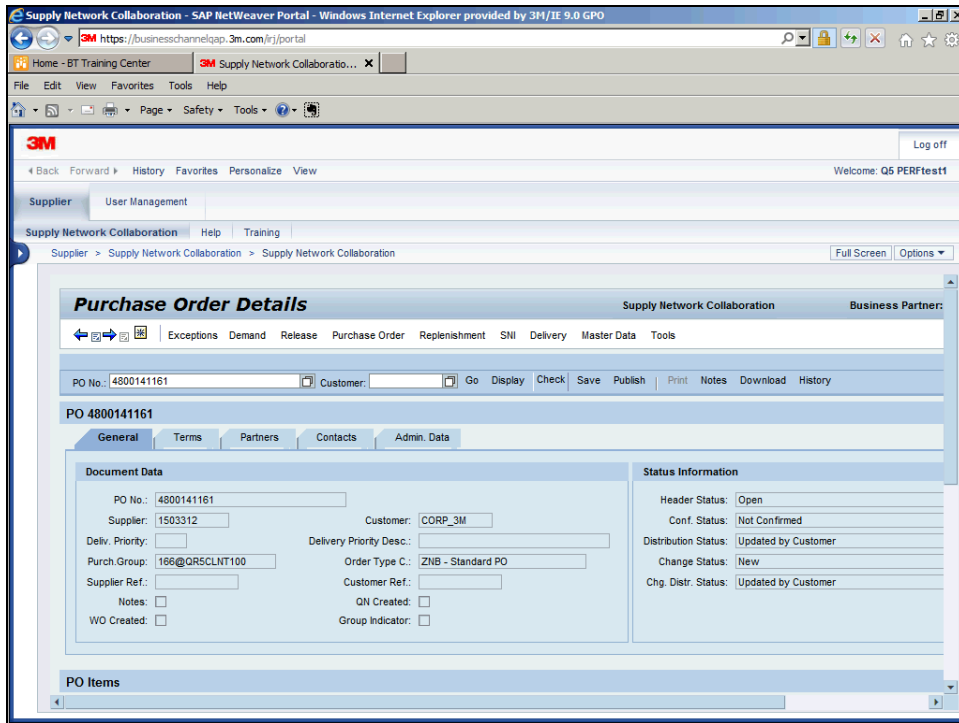 Supply Network Collaboration - SAP NetWeaver Portal - Windows Internet Explorer provided by 3M/IE 9.0 GPO
3M https://businesschannelqap.3m.com/irj/portal
Home - BT Training Center
3M Supply Network Collaboratio... X
File Edit View Favorites Tools Help
Page Safety Tools
3M
Log off
Back Forward History Favorites Personalize View
Welcome: Q5 PERFtest1
Supplier User Management
Supply Network Collaboration Help Training
Supplier > Supply Network Collaboration > Supply Network Collaboration
Full Screen Options
Purchase Order Details
Supply Network Collaboration
Business Partner:
Exceptions Demand Release Purchase Order Replenishment SNI Delivery Master Data Tools
PO No.: 4800141161 Customer: Go Display Check Save Publish Print Notes Download History
PO 4800141161
General Terms Partners Contacts Admin. Data
Document Data
PO No.: 4800141161
Supplier: 1503312 Customer: CORP_3M
Deliv. Priority: Delivery Priority Desc.:
Purch.Group: 166@QR5CLNT100 Order Type C.: ZNB - Standard PO
Supplier Ref.: Customer Ref.:
Notes: QN Created:
WO Created: Group Indicator:
Status Information
Header Status: Open
Conf. Status: Not Confirmed
Distribution Status: Updated by Customer
Change Status: New
Chg. Distr. Status: Updated by Customer
PO Items